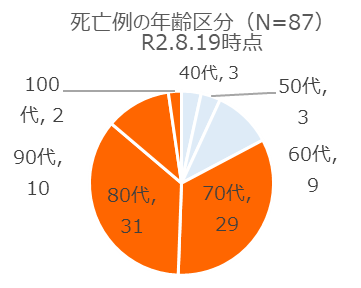 死亡例の年齢区分（N=87）
R2.8.19時点
40代, 3
50代,
3
60代,
9
70代,
29
80代,
31
90代,
10
100
代, 2